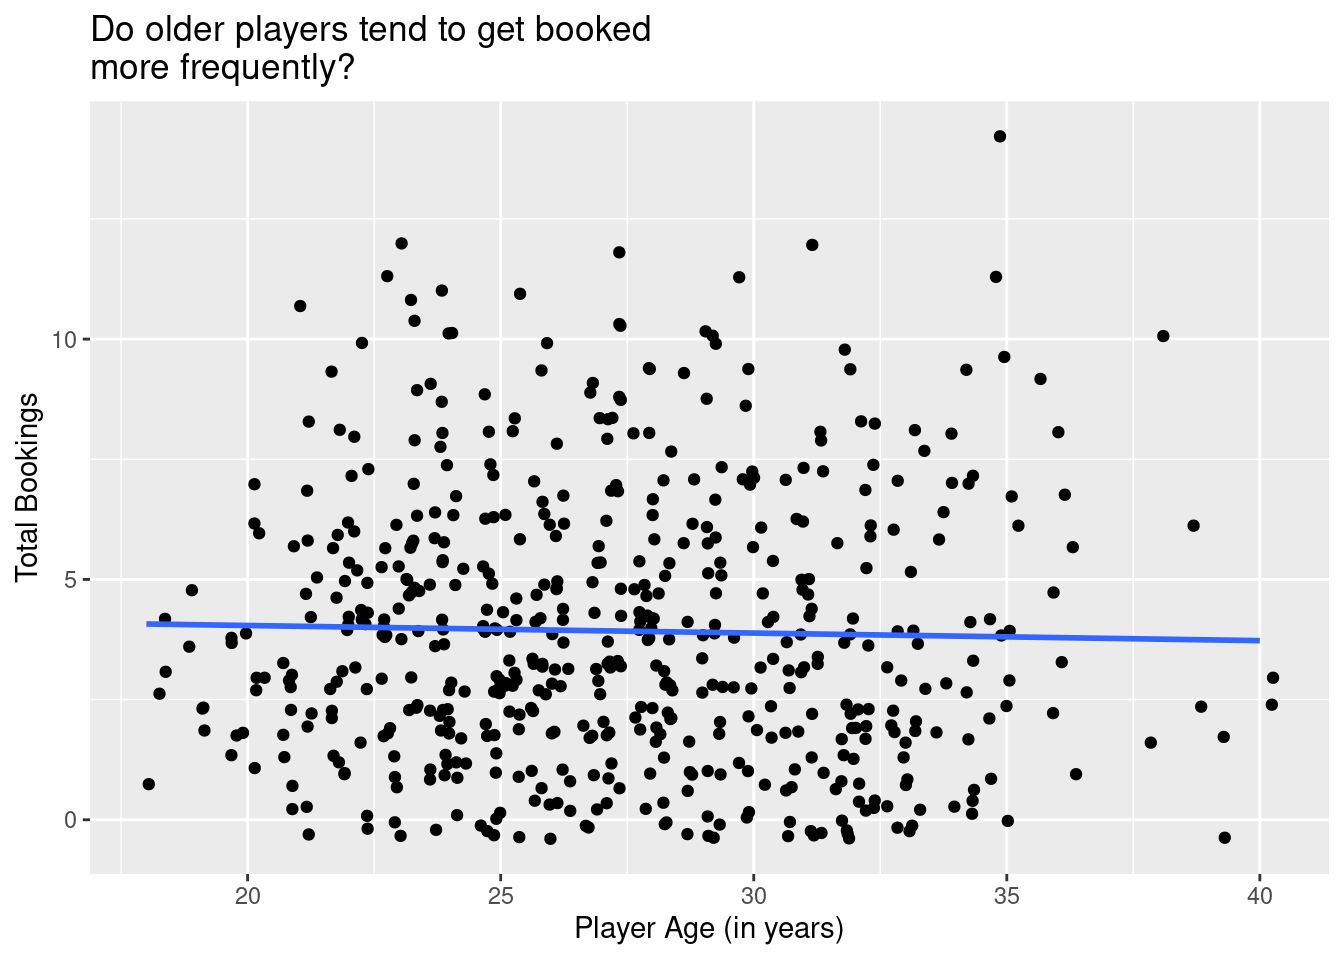 Do older players tend to get booked
more frequently?
10
5
0
Total Bookings
20 25 30 35 40
Player Age (in years)